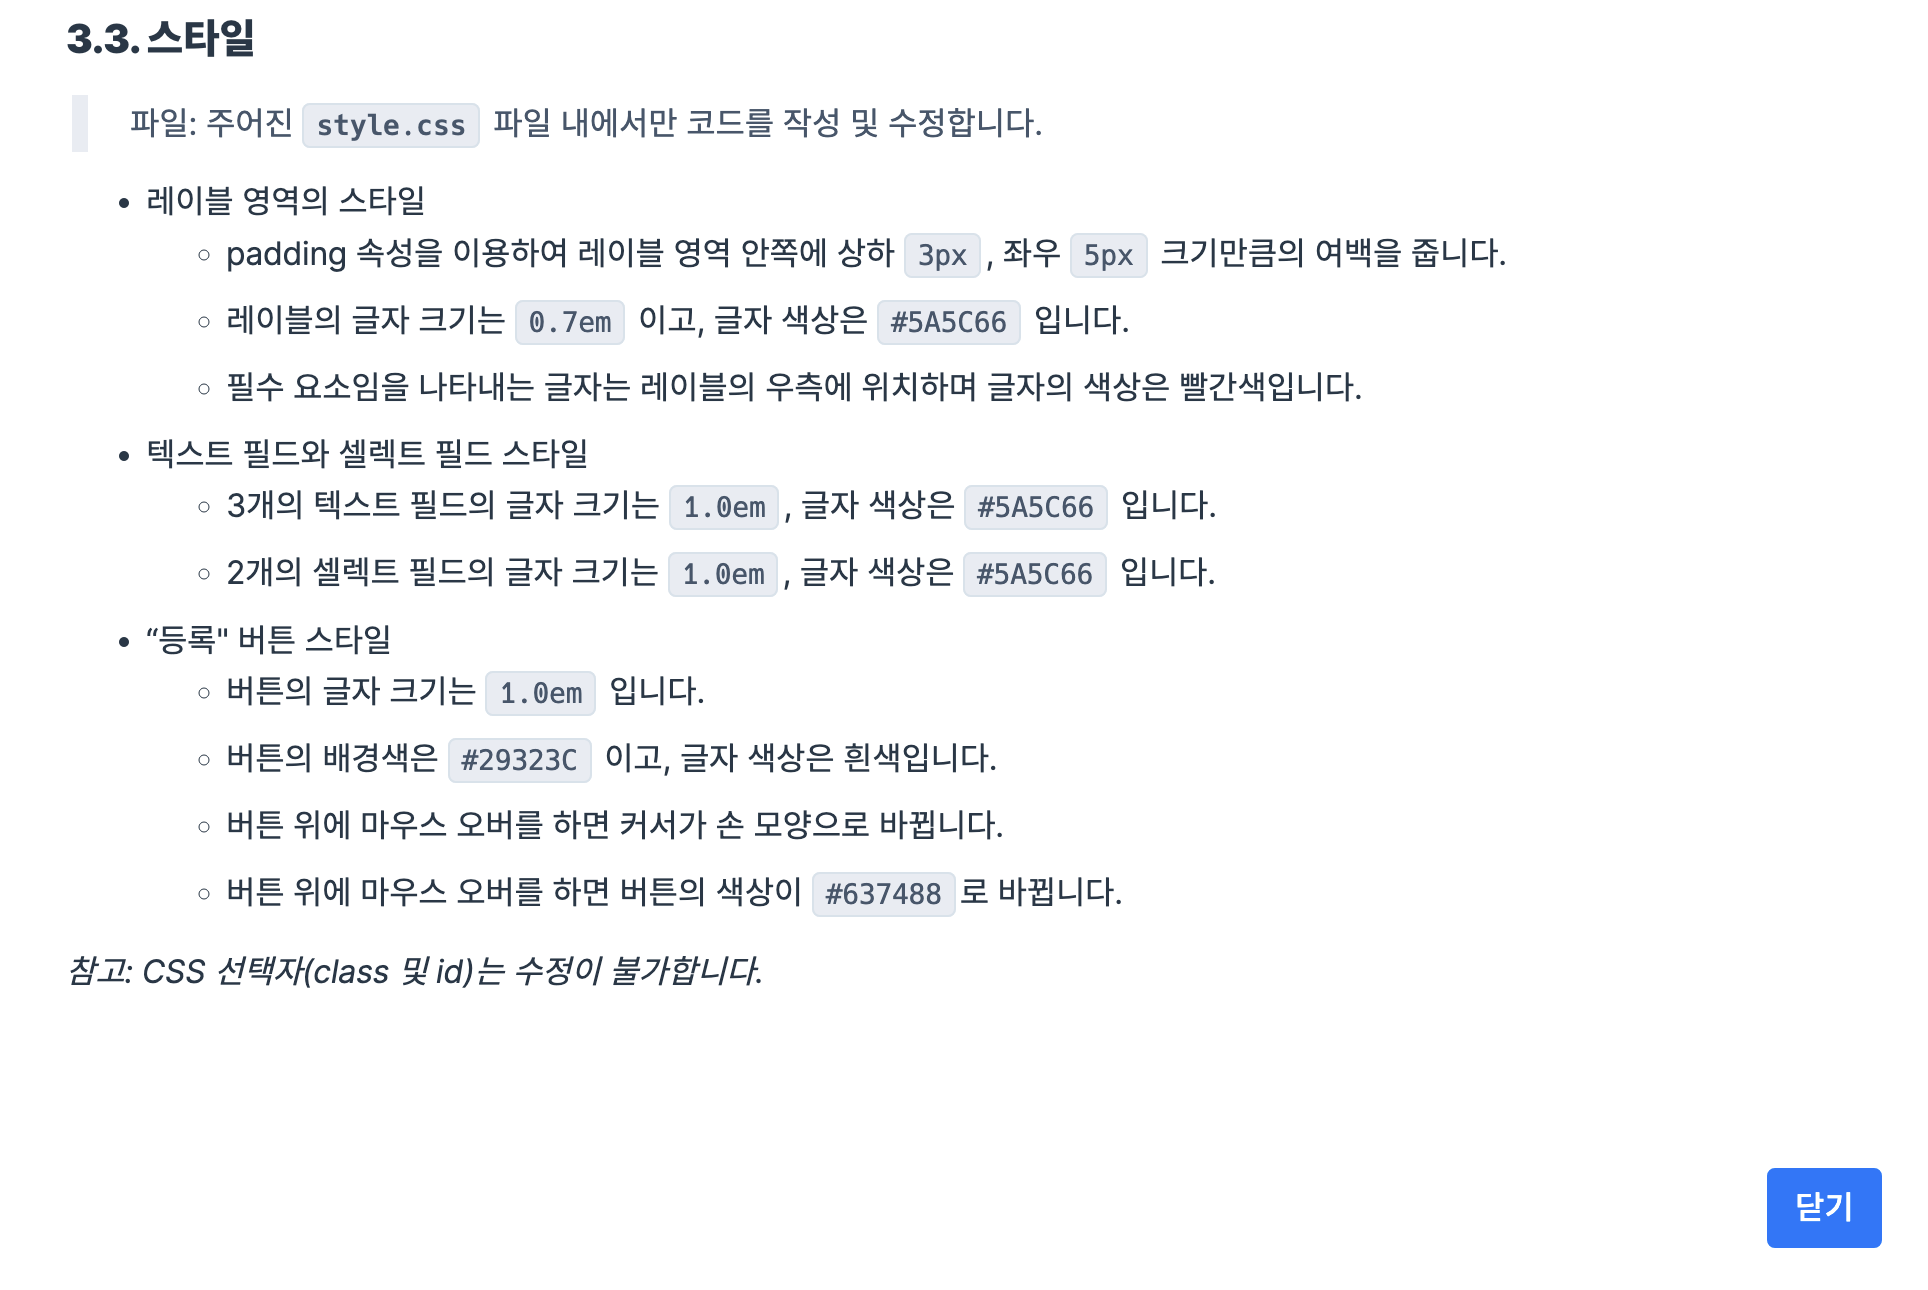 3.3. 스타일
파일: 주어진 style.css 파일 내에서만 코드를 작성 및 수정합니다.
• 레이블 영역의 스타일
◦ padding 속성을 이용하여 레이블 영역 안쪽에 상하 3px, 좌우 5px 크기만큼의 여백을 줍니다.
◦ 레이블의 글자 크기는 0.7em 이고, 글자 색상은 #5A5C66 입니다.
◦ 필수 요소임을 나타내는 글자는 레이블의 우측에 위치하며 글자의 색상은 빨간색입니다.
• 텍스트 필드와 셀렉트 필드 스타일
◦ 3개의 텍스트 필드의 글자 크기는 1.0em, 글자 색상은 #5A5C66 입니다.
◦ 2개의 셀렉트 필드의 글자 크기는 1.0em, 글자 색상은 #5A5C66 입니다.
• “등록" 버튼 스타일
◦ 버튼의 글자 크기는 1.0em 입니다.
◦ 버튼의 배경색은 #29323C 이고, 글자 색상은 흰색입니다.
◦ 버튼 위에 마우스 오버를 하면 커서가 손 모양으로 바뀝니다.
◦ 버튼 위에 마우스 오버를 하면 버튼의 색상이 #637488로 바뀝니다.
참고: CSS 선택자(class 및 id)는 수정이 불가합니다.
닫기